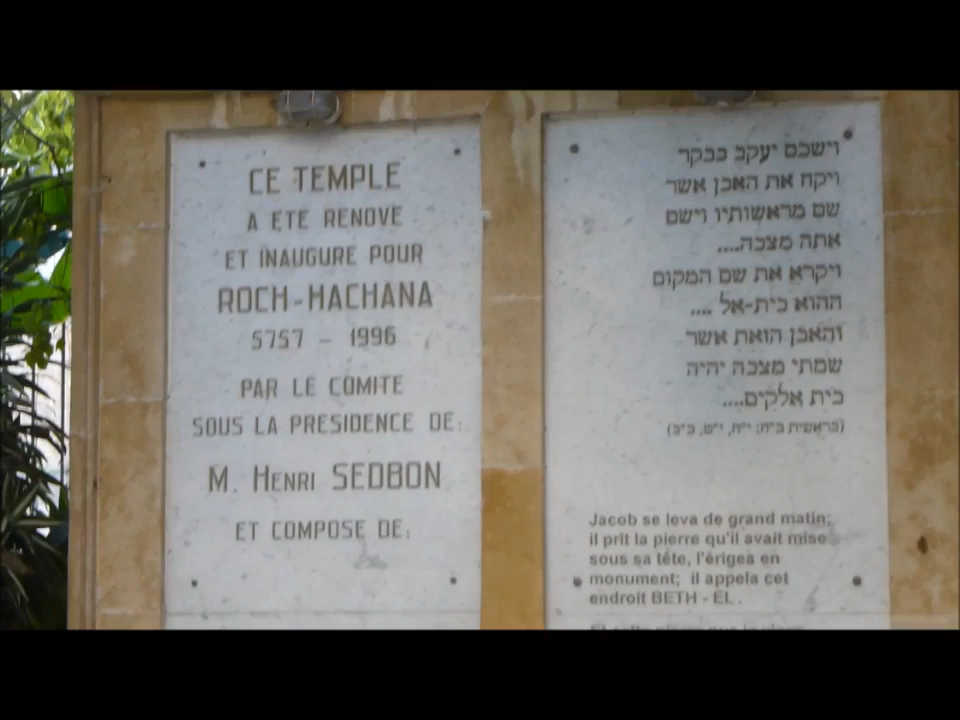 CE TEMPLE
A ETE RENOVE
ET INAUGURE POUR
ROCH-HACHANA
5757 - 1996
PAR LE COMITE
SOUS LA PRESIDENCE DE:
M. HENRI SEDBON
ET COMPOSE DE:
וישכם יעקב בבקר
ויקח את האבן אשר
שם מראשותיו וישם
אתה מצבה....
ויקרא את שם המקום
ההוא בית-אל ....
והאבן הזאת אשר
שמתי מצבה יהיה
בית אלקים....
(בראשית כ"ח: י"ח, י"ט, כ"ב)
Jacob se leva de grand matin;
il prit la pierre qu'il avait mise
sous sa téte, l'érigea en
monument; il appela cet
endroit BETH - EL .